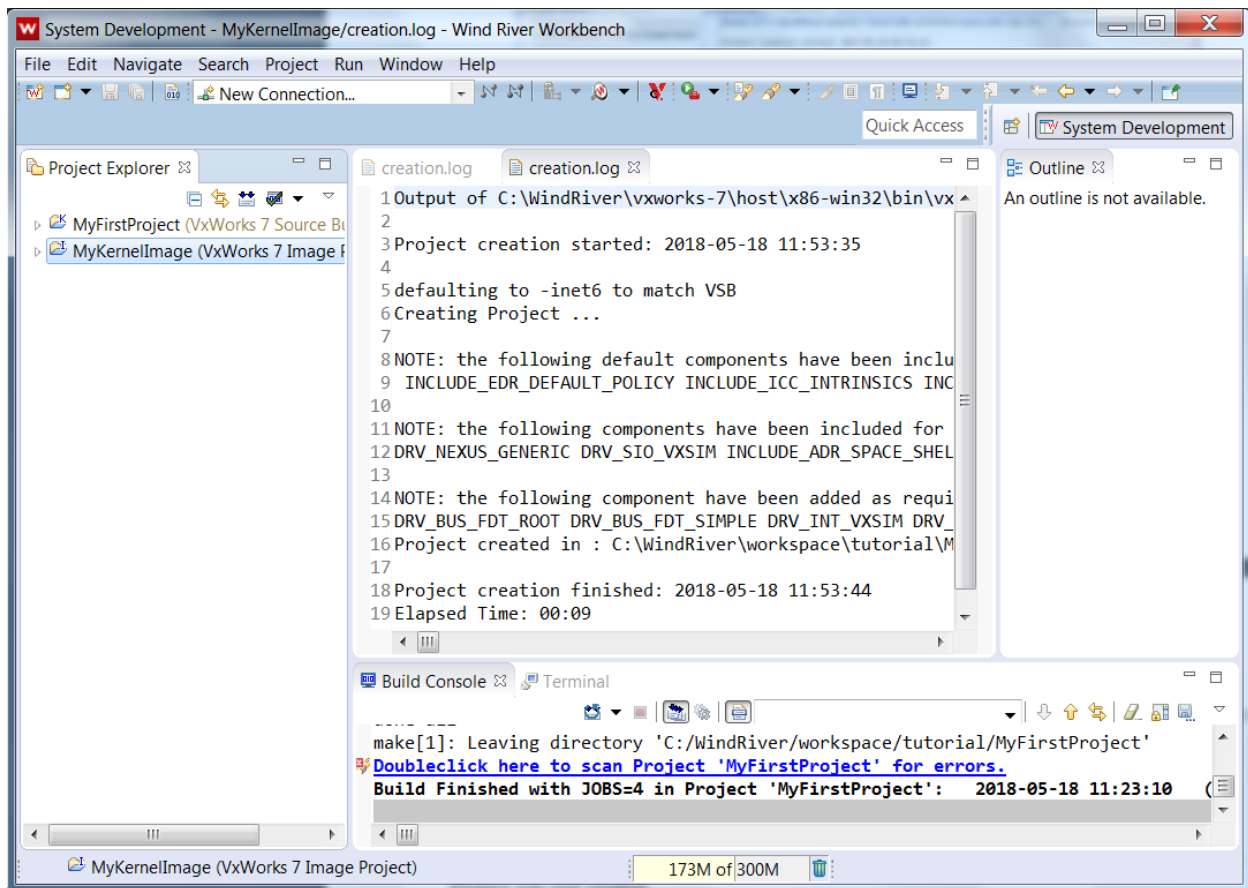 System Development - MyKernelImage/creation.log - Wind River Workbench
File Edit Navigate Search Project Run Window Help
New Connection...
Quick Access
System Development
Project Explorer
MyFirstProject (VxWorks 7 Source Bu
MyKernelImage (VxWorks 7 Image P
creation.log creation.log
1 Output of C:\WindRiver\vxworks-7\host\x86-win32\bin\vx
2
3 Project creation started: 2018-05-18 11:53:35
4
5 defaulting to -inet6 to match VSB
6 Creating Project ...
7
8 NOTE: the following default components have been inclu
9 INCLUDE_EDR_DEFAULT_POLICY INCLUDE_ICC_INTRINSICS INC
10
11 NOTE: the following components have been included for
12 DRV_NEXUS_GENERIC DRV_SIO_VXSIM INCLUDE_ADR_SPACE_SHEL
13
14 NOTE: the following component have been added as requi
15 DRV_BUS_FDT_ROOT DRV_BUS_FDT_SIMPLE DRV_INT_VXSIM DRV_
16 Project created in : C:\WindRiver\workspace\tutorial\M
17
18 Project creation finished: 2018-05-18 11:53:44
19 Elapsed Time: 00:09
Outline
An outline is not available.
Build Console Terminal
make[1]: Leaving directory 'C:/WindRiver/workspace/tutorial/MyFirstProject'
Doubleclick here to scan Project 'MyFirstProject' for errors.
Build Finished with JOBS=4 in Project 'MyFirstProject': 2018-05-18 11:23:10 (
MyKernelImage (VxWorks 7 Image Project)
173M of 300M